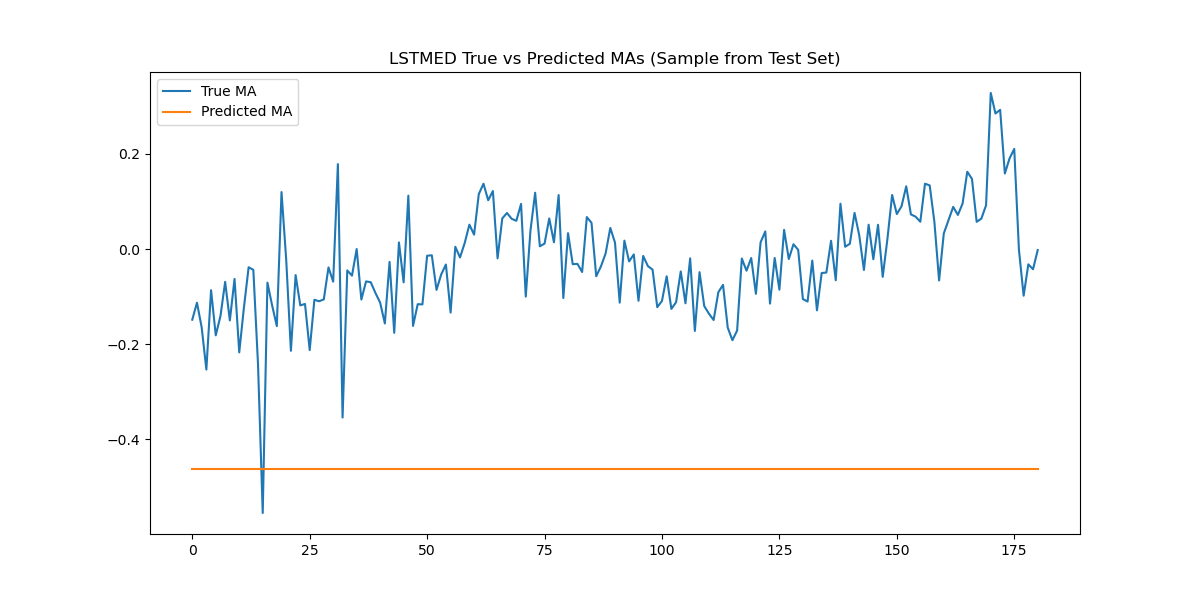 LSTMED True vs Predicted MAs (Sample from Test Set)
True MA
Predicted MA
0.2
0.0
−0.2
−0.4
0 25 50 75 100 125 150 175